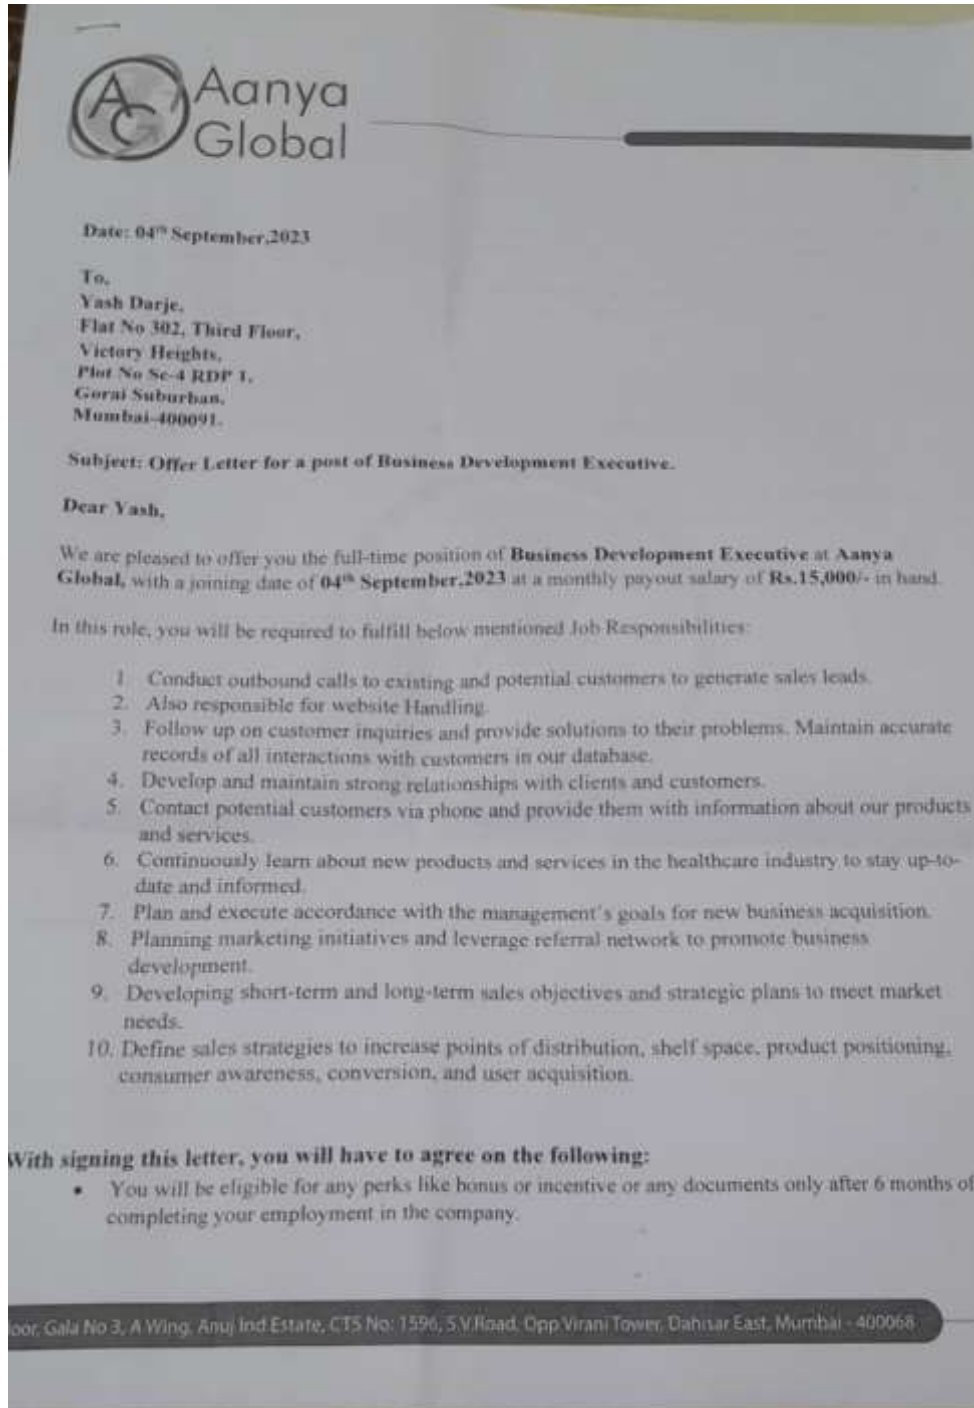 AG
Aanya
Global
Date: 04th September,2023
To,
Yash Darje,
Flat No 302, Third Floor,
Victory Heights,
Plot No Sc-4 RDP 1,
Gorai Suburban,
Mumbai-400091.
Subject: Offer Letter for a post of Business Development Executive.
Dear Yash,
We are pleased to offer you the full-time position of Business Development Executive at Aanya
Global, with a joining date of 04th September,2023 at a monthly payout salary of Rs.15,000/- in hand.
In this role, you will be required to fulfill below mentioned Job Responsibilities:
1. Conduct outbound calls to existing and potential customers to generate sales leads.
2. Also responsible for website Handling.
3. Follow up on customer inquiries and provide solutions to their problems. Maintain accurate
records of all interactions with customers in our database.
4. Develop and maintain strong relationships with clients and customers.
5. Contact potential customers via phone and provide them with information about our products
and services.
6. Continuously learn about new products and services in the healthcare industry to stay up-to-
date and informed.
7. Plan and execute accordance with the management's goals for new business acquisition.
8. Planning marketing initiatives and leverage referral network to promote business
development.
9. Developing short-term and long-term sales objectives and strategic plans to meet market
needs.
10. Define sales strategies to increase points of distribution, shelf space, product positioning,
consumer awareness, conversion, and user acquisition.
With signing this letter, you will have to agree on the following:
• You will be eligible for any perks like bonus or incentive or any documents only after 6 months of
completing your employment in the company.
oor, Gala No 3, A Wing, Anuj Ind Estate, CTS No: 1596, S.V.Road, Opp Virani Tower, Dahisar East, Mumbai - 400068